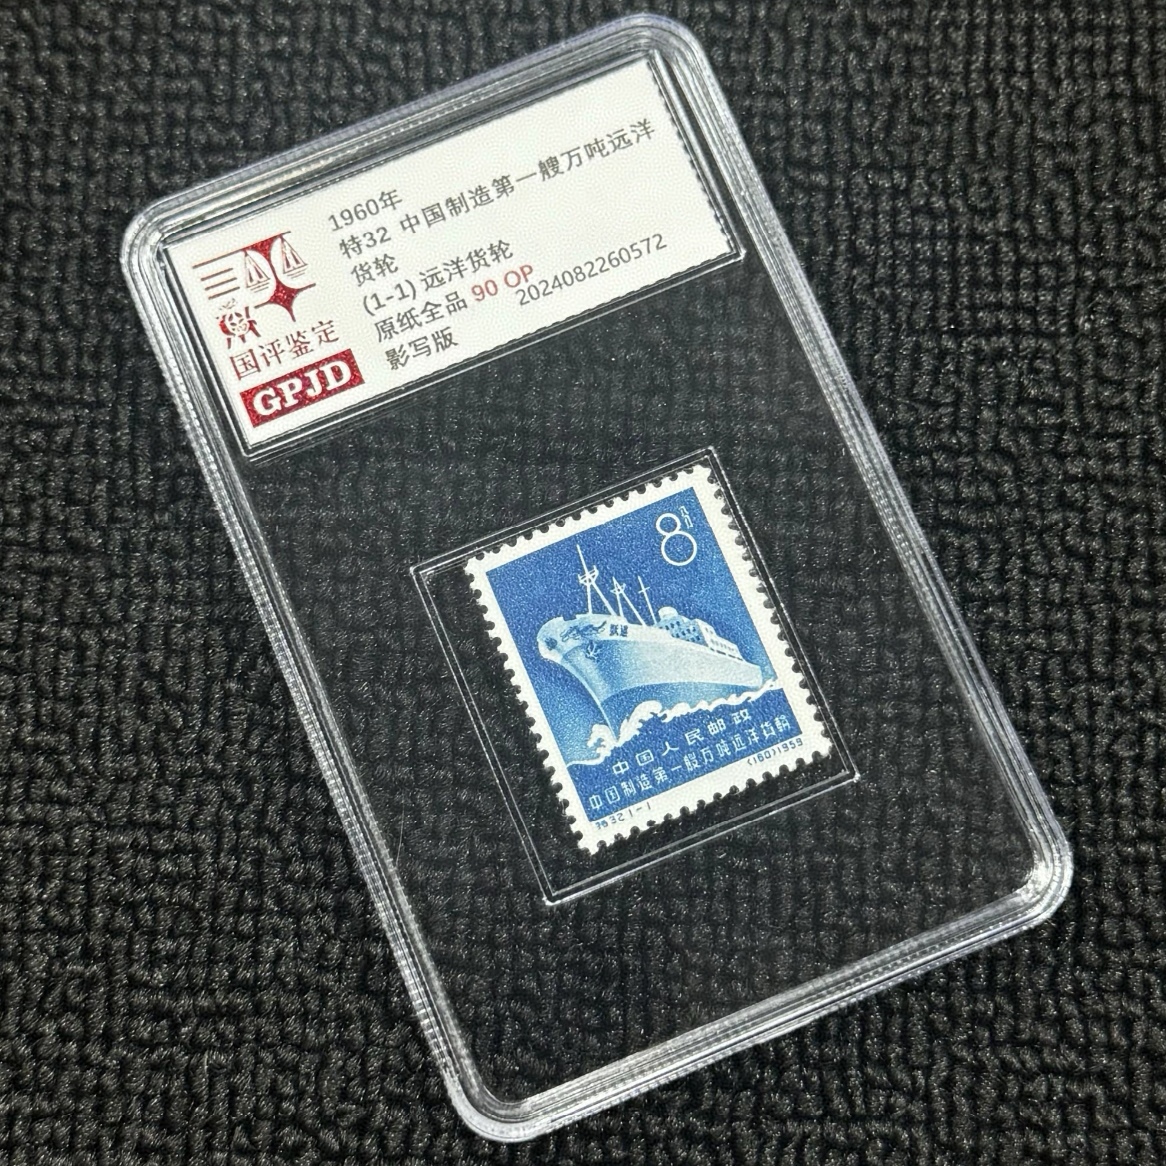 1960年
特32 中国制造第一艘万吨远洋
货轮
(1-1) 远洋货轮
原纸全品 90 OP
影写版 2024082260572
国评鉴定
GPJD
8分
跃进
中国人民邮政
中国制造第一艘万吨远洋货輪
特32 1-1 (160) 1959